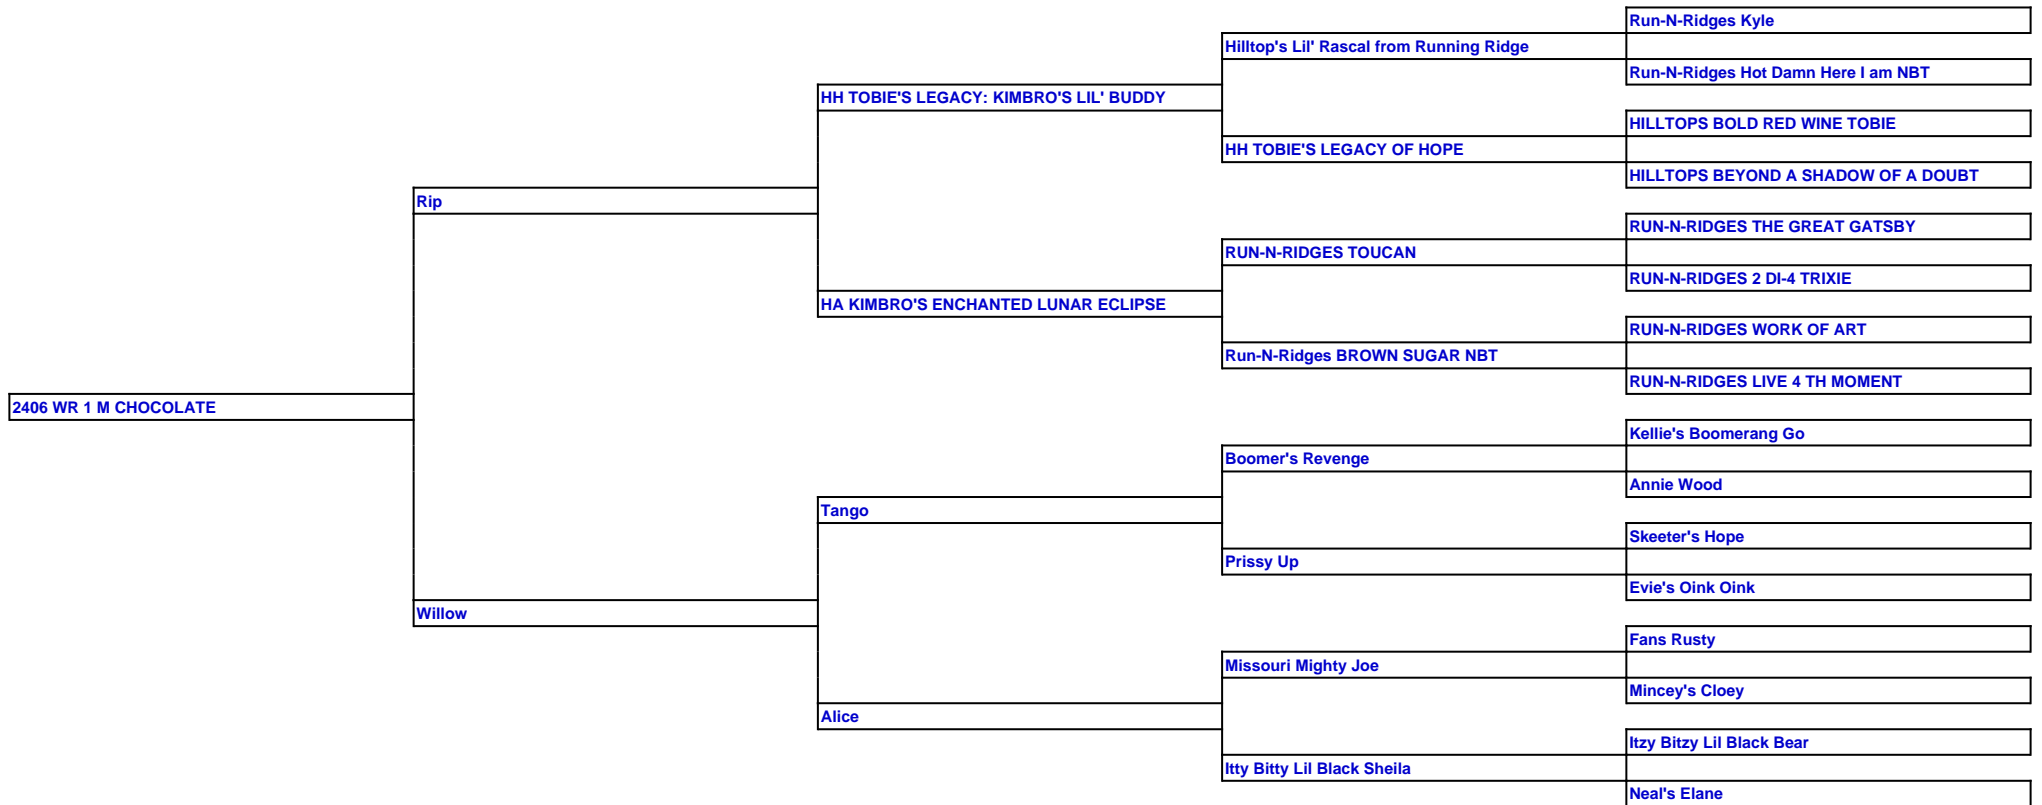 Run-N-Ridges Kyle
Hilltop's Lil' Rascal from Running Ridge
Run-N-Ridges Hot Damn Here I am NBT
HH TOBIE'S LEGACY: KIMBRO'S LIL' BUDDY
HILLTOPS BOLD RED WINE TOBIE
HH TOBIE'S LEGACY OF HOPE
HILLTOPS BEYOND A SHADOW OF A DOUBT
Rip
RUN-N-RIDGES THE GREAT GATSBY
RUN-N-RIDGES TOUCAN
RUN-N-RIDGES 2 DI-4 TRIXIE
HA KIMBRO'S ENCHANTED LUNAR ECLIPSE
RUN-N-RIDGES WORK OF ART
Run-N-Ridges BROWN SUGAR NBT
RUN-N-RIDGES LIVE 4 TH MOMENT
2406 WR 1 M CHOCOLATE
Kellie's Boomerang Go
Boomer's Revenge
Annie Wood
Tango
Skeeter's Hope
Prissy Up
Evie's Oink Oink
Willow
Fans Rusty
Missouri Mighty Joe
Mincey's Cloey
Alice
Itzy Bitzy Lil Black Bear
Itty Bitty Lil Black Sheila
Neal's Elane